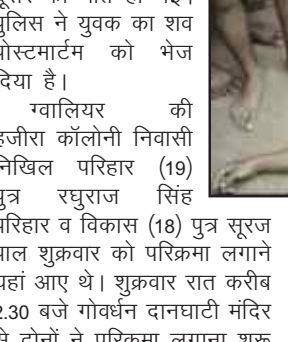 पुलिस ने युवक का शव
पोस्टमार्टम को भेज
दिया है।
ग्वालियर की
हजीरा कॉलोनी निवासी
निखिल परिहार (19)
पुत्र रघुराज सिंह
परिहार व विकास (18) पुत्र सूरज
पाल शुक्रवार को परिक्रमा लगाने
यहां आए थे। शुक्रवार रात करीब
2.30 बजे गोवर्धन दानघाटी मंदिर
से दोनों ने परिक्रमा लगाना शुरू